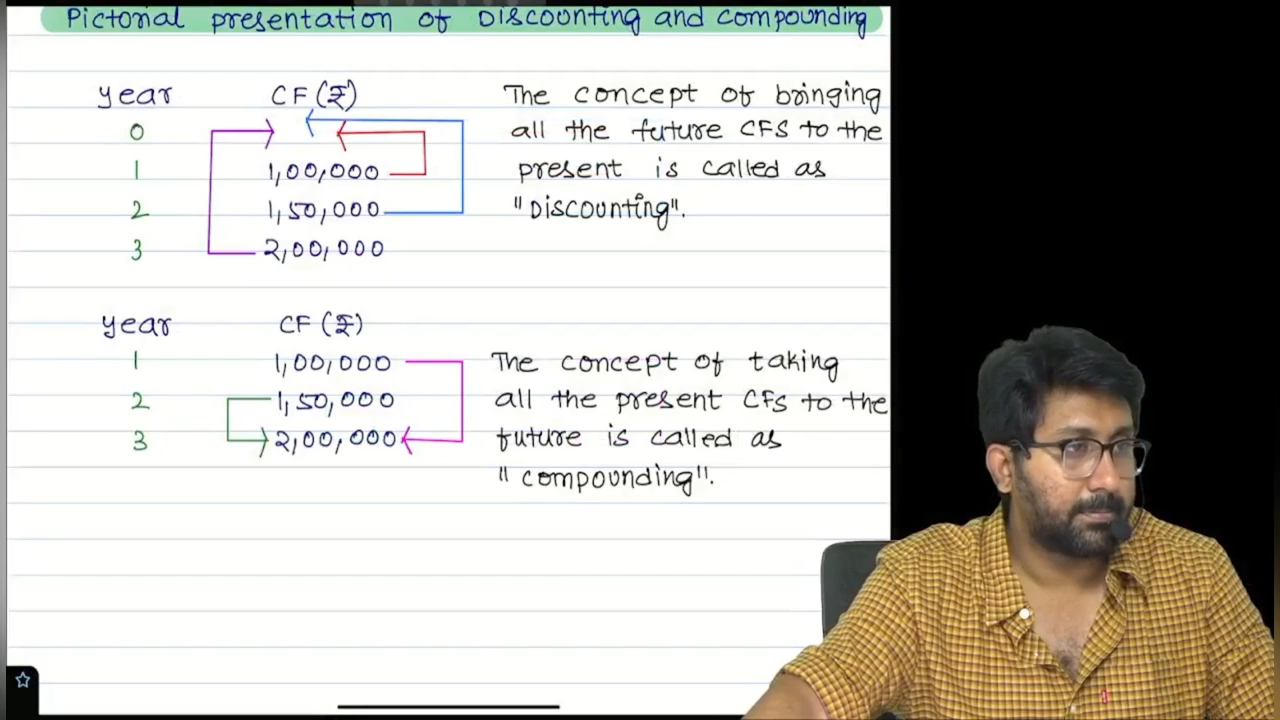 Pictorial presentation of Discounting and compounding
year CF (₹)
0
1 1,00,000
2 1,50,000
3 2,00,000
The concept of bringing
all the future CFS to the
present is called as
"Discounting".
year CF (₹)
1 1,00,000
2 1,50,000
3 2,00,000
The concept of taking
all the present CFs to the
future is called as
"compounding".